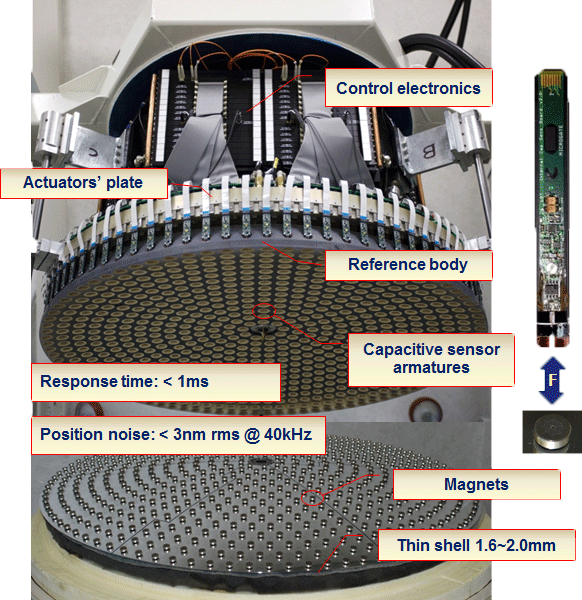 Control electronics
Actuators' plate
Reference body
Capacitive sensor
armatures
Response time: < 1ms
Position noise: < 3nm rms @ 40kHz
Magnets
Thin shell 1.6~2.0mm
MICROGATE
F
B